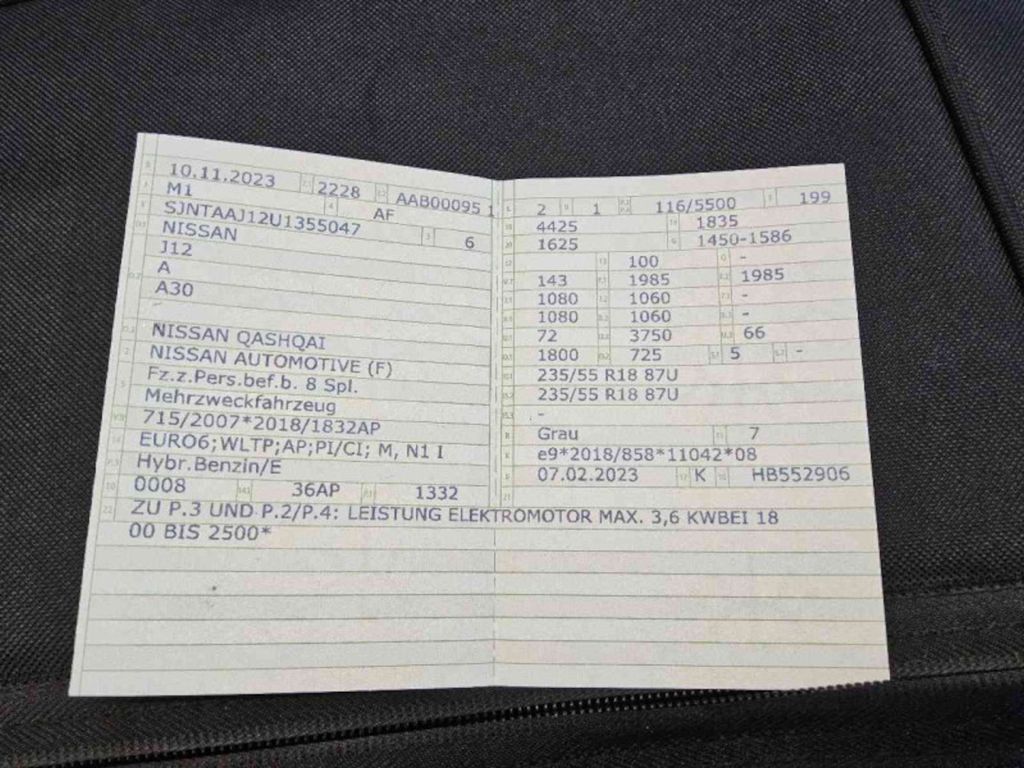 10.11.2023 2228 AAB00095 1
M1 AF
SJNTAAJ12U1355047 6
NISSAN
J12
A
A30
-
NISSAN QASHQAI
NISSAN AUTOMOTIVE (F)
Fz.z.Pers.bef.b. 8 Spl.
Mehrzweckfahrzeug
715/2007*2018/1832AP
EURO6;WLTP;AP;PI/CI; M, N1 I
Hybr.Benzin/E
0008 36AP 1332
2 1 116/5500 199
4425 1835
1625 1450-1586
100 -
143 1985 1985
1080 1060 -
1080 1060 -
72 3750 66
1800 725 5 -
235/55 R18 87U
235/55 R18 87U
-
Grau 7
e9*2018/858*11042*08
07.02.2023 K HB552906
22 ZU P.3 UND P.2/P.4: LEISTUNG ELEKTROMOTOR MAX. 3,6 KWBEI 18
00 BIS 2500*